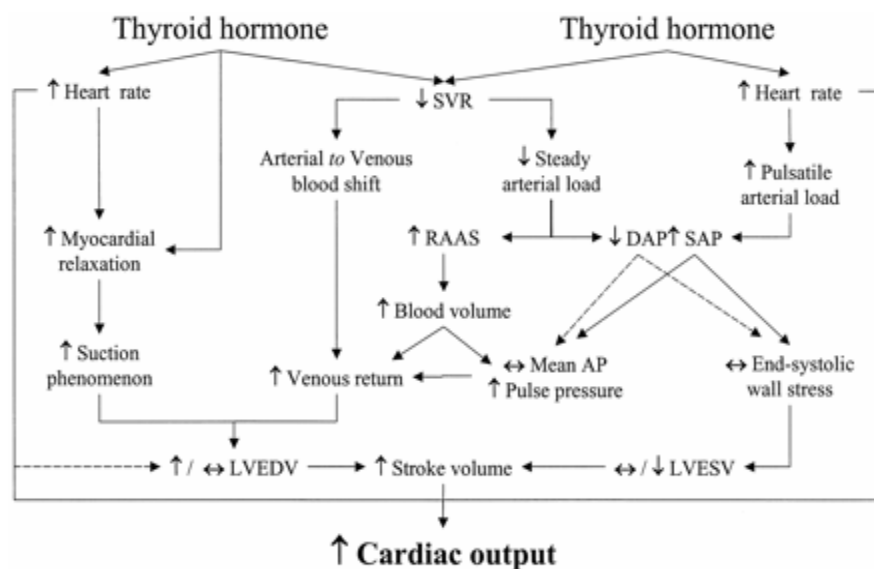 Thyroid hormone
Thyroid hormone
↑ Heart rate
↓ SVR
↑ Heart rate
Arterial to Venous
blood shift
↓ Steady
arterial load
↑ Pulsatile
arterial load
↑ Myocardial
relaxation
↑ RAAS
↓ DAP ↑ SAP
↑ Blood volume
↑ Suction
phenomenon
↑ Venous return
↔ Mean AP
↑ Pulse pressure
↔ End-systolic
wall stress
↑ / ↔ LVEDV
↑ Stroke volume
↔ / ↓ LVESV
↑ Cardiac output